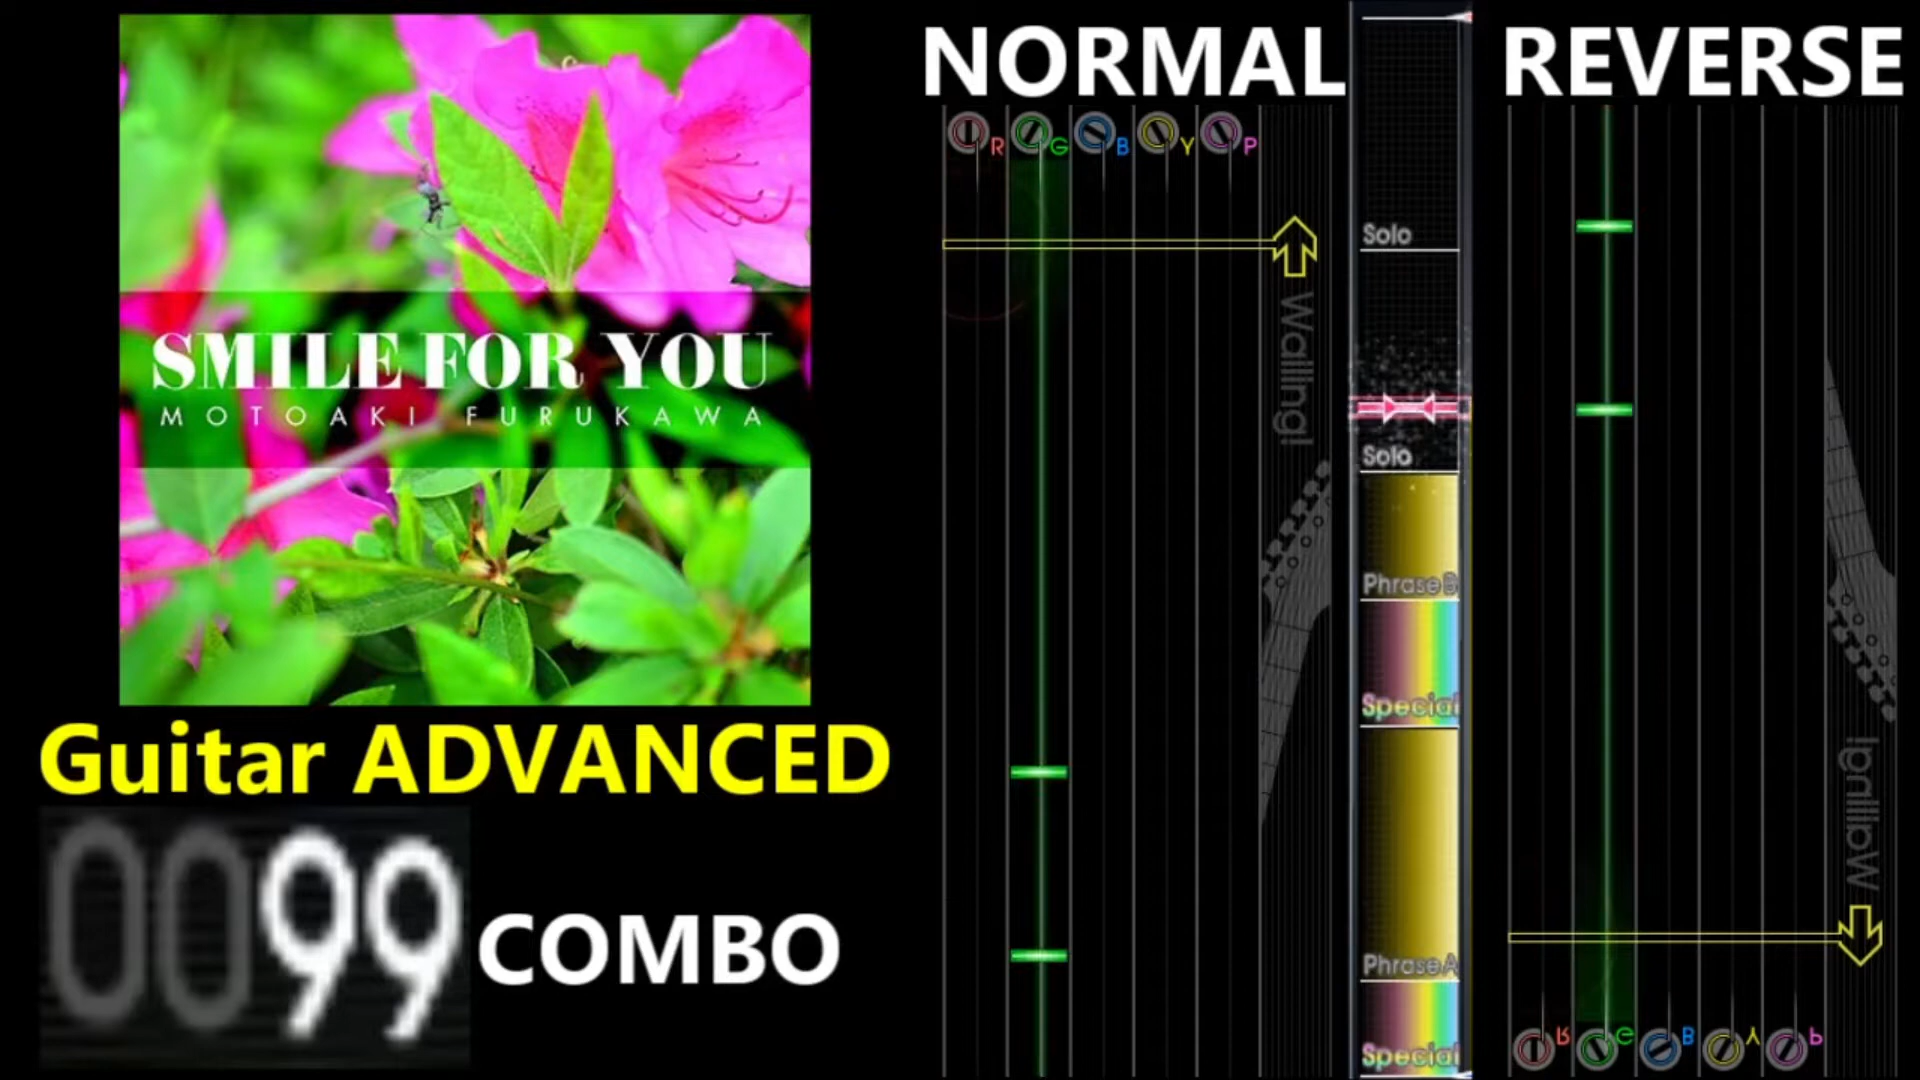 SMILE FOR YOU
MOTOAKI FURUKAWA
Guitar ADVANCED
0099 COMBO
NORMAL
R G B Y P
Wailing!
Solo
Solo
PhraseB
Special
PhraseA
Special
REVERSE
Wailing!
R G B Y P